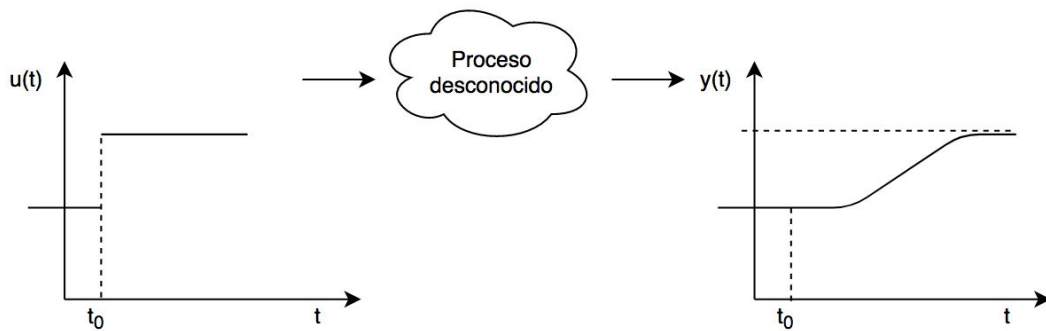 u(t)
Proceso
desconocido
y(t)
t₀
t
t₀
t